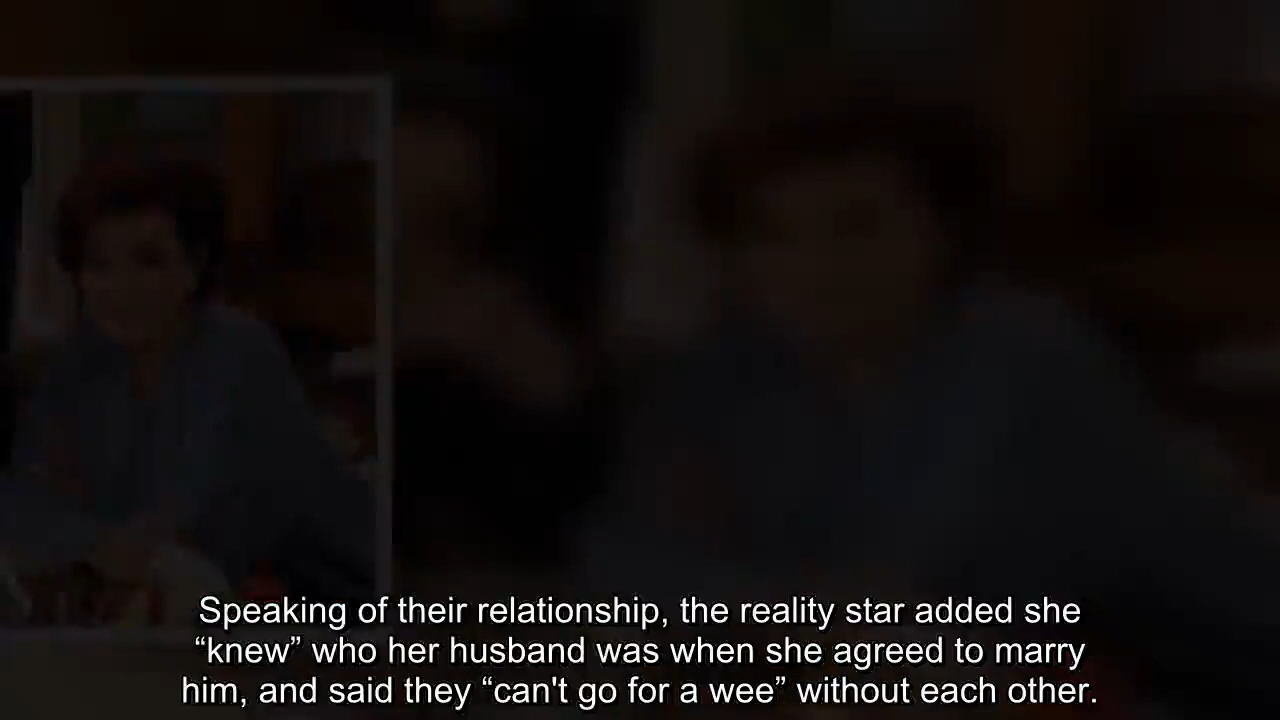 Speaking of their relationship, the reality star added she
“knew” who her husband was when she agreed to marry
him, and said they “can't go for a wee” without each other.